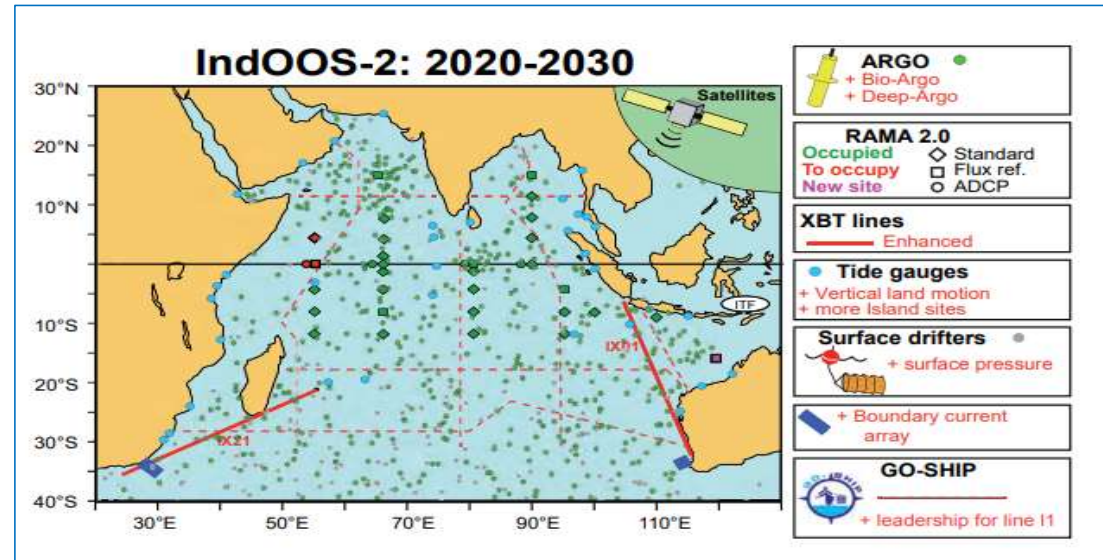 IndOOS-2: 2020-2030
30°N
20°N
10°N
0°
10°S
20°S
30°S
40°S
30°E
50°E
70°E
90°E
110°E
Satellites
ITF
IX01
IX21
ARGO
+ Bio-Argo
+ Deep-Argo
RAMA 2.0
Occupied Standard
To occupy Flux ref.
New site ADCP
XBT lines
Enhanced
Tide gauges
+ Vertical land motion
+ more Island sites
Surface drifters
+ surface pressure
+ Boundary current
array
GO-SHIP
GO-SHIP
+ leadership for line I1